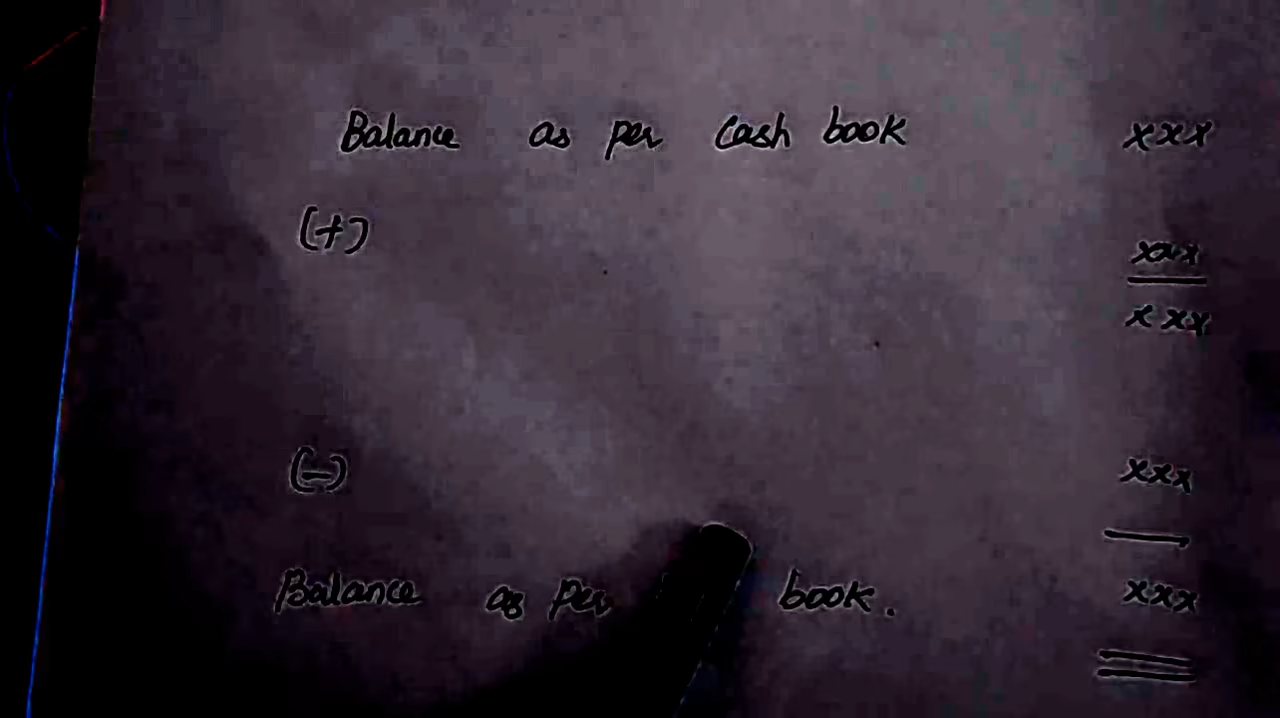 Balance as per Cash book xxx
(+)
xxx
xxx
(-) xxx
Balance as per book. xxx